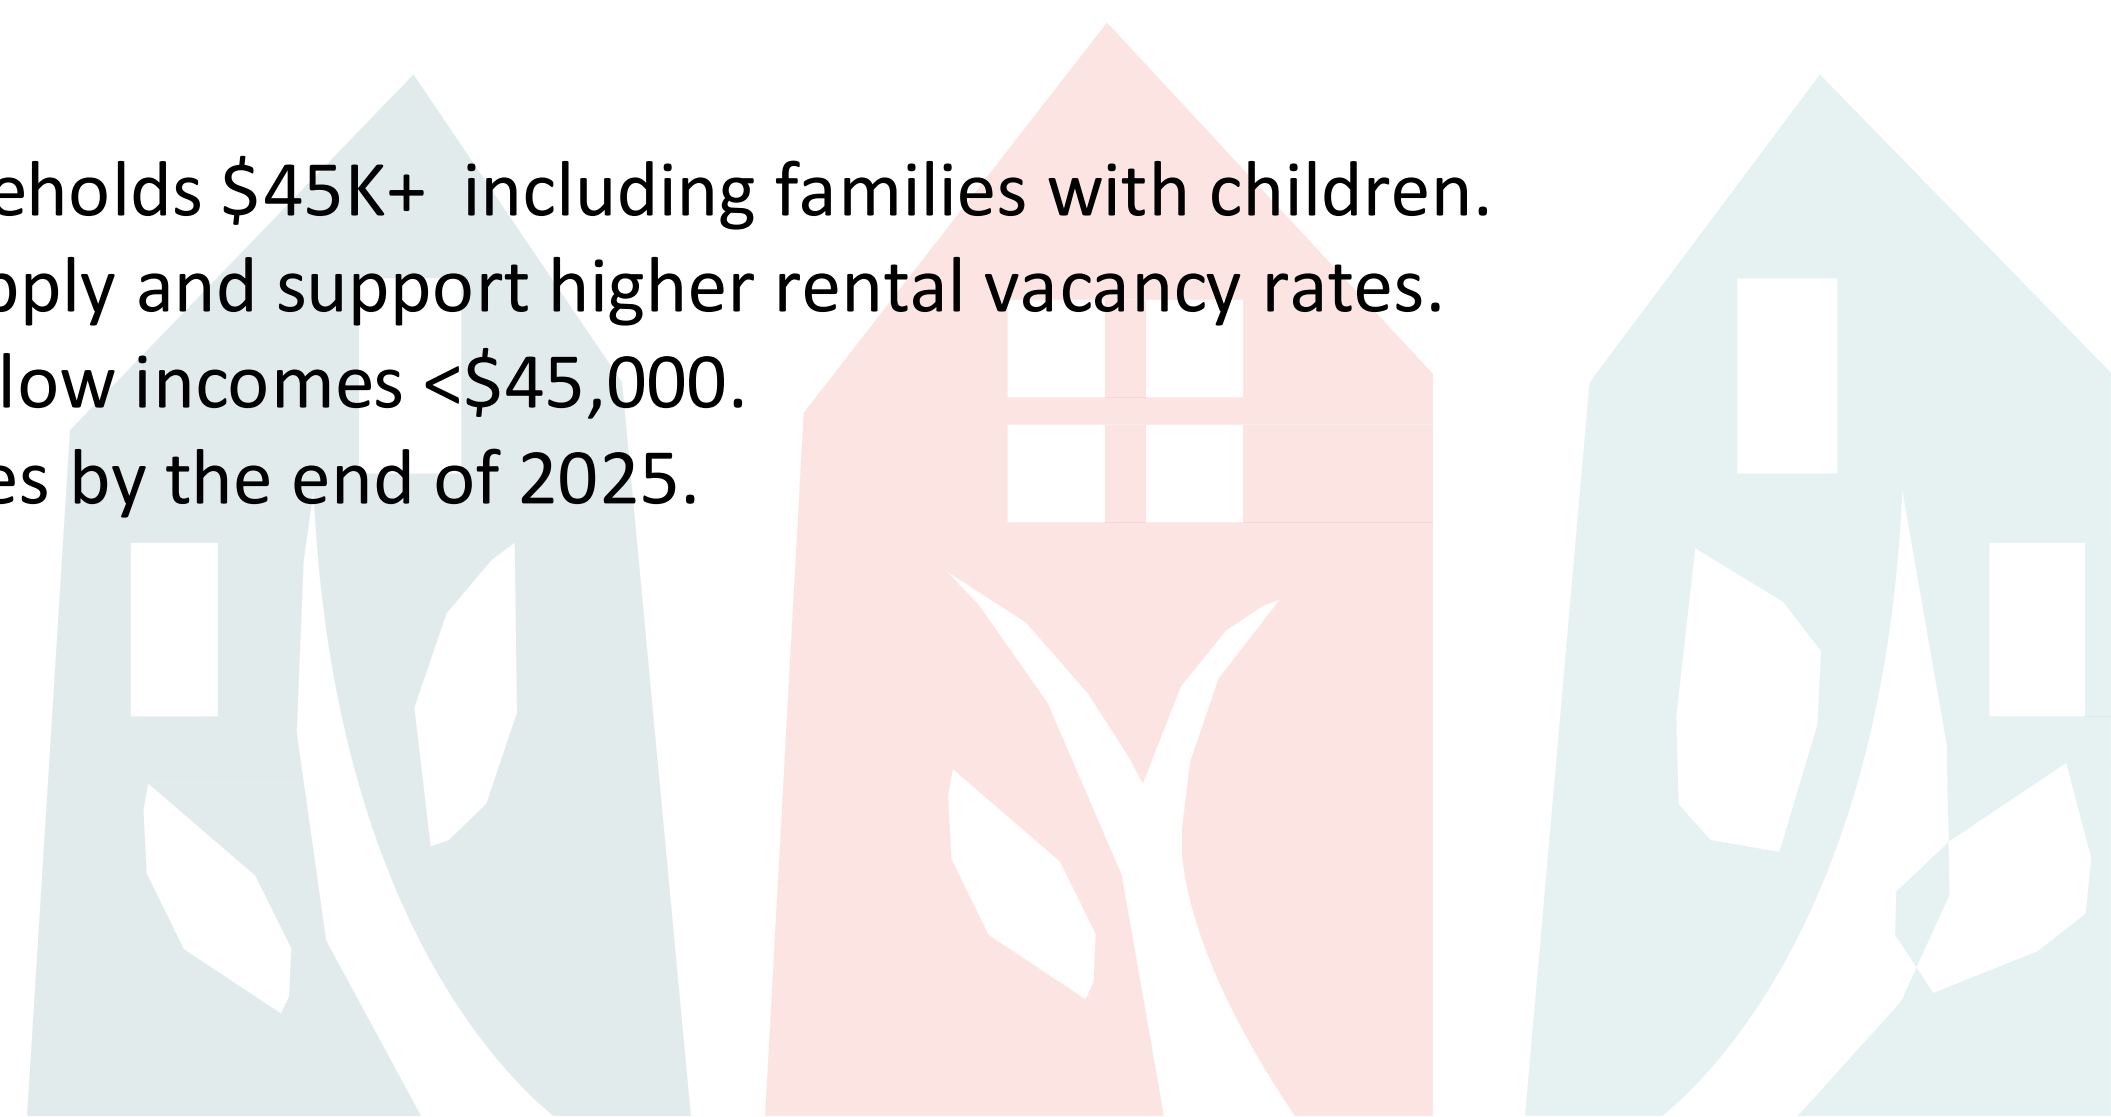 eholds $45K+  including families with children.
pply and support higher rental vacancy rates.
low incomes <$45,000.
es by the end of 2025.